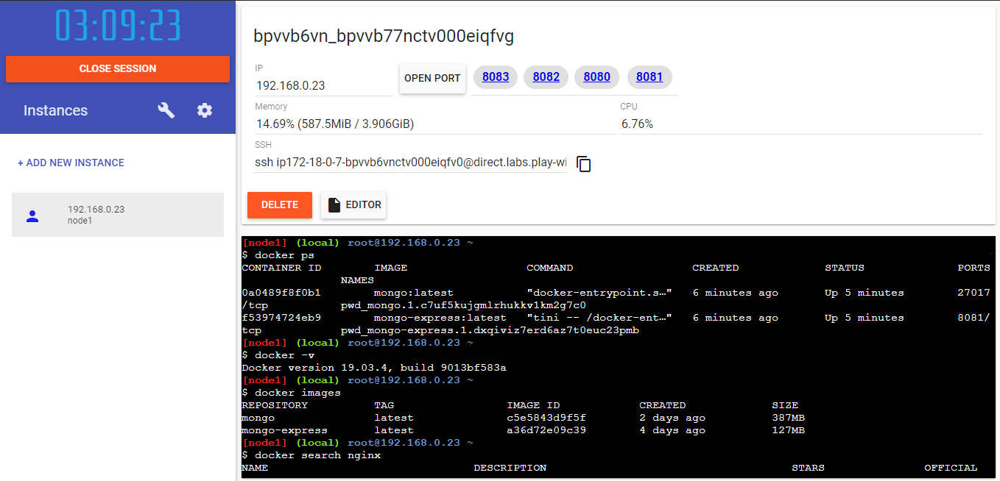 03:09:23
CLOSE SESSION
Instances
+ ADD NEW INSTANCE
192.168.0.23
node1
bpvvb6vn_bpvvb77nctv000eiqfvg
IP
192.168.0.23
OPEN PORT
8083 8082 8080 8081
Memory
14.69% (587.5MiB / 3.906GiB)
CPU
6.76%
SSH
ssh ip172-18-0-7-bpvvb6vnctv000eiqfv0@direct.labs.play-wi
DELETE
EDITOR
[node1] (local) root@192.168.0.23 ~
$ docker ps
CONTAINER ID IMAGE COMMAND CREATED STATUS PORTS
NAMES
0a0489f8f0b1 mongo:latest "docker-entrypoint.s…" 6 minutes ago Up 5 minutes 27017
/tcp pwd_mongo.1.c7uf5kujgmlrhukkv1km2g7c0
f53974724eb9 mongo-express:latest "tini -- /docker-ent…" 6 minutes ago Up 5 minutes 8081/
tcp pwd_mongo-express.1.dxqiviz7erd6az7t0euc23pmb
[node1] (local) root@192.168.0.23 ~
$ docker -v
Docker version 19.03.4, build 9013bf583a
[node1] (local) root@192.168.0.23 ~
$ docker images
REPOSITORY TAG IMAGE ID CREATED SIZE
mongo latest c5e5843d9f5f 2 days ago 387MB
mongo-express latest a36d72e09c39 4 days ago 127MB
[node1] (local) root@192.168.0.23 ~
$ docker search nginx
NAME DESCRIPTION STARS OFFICIAL